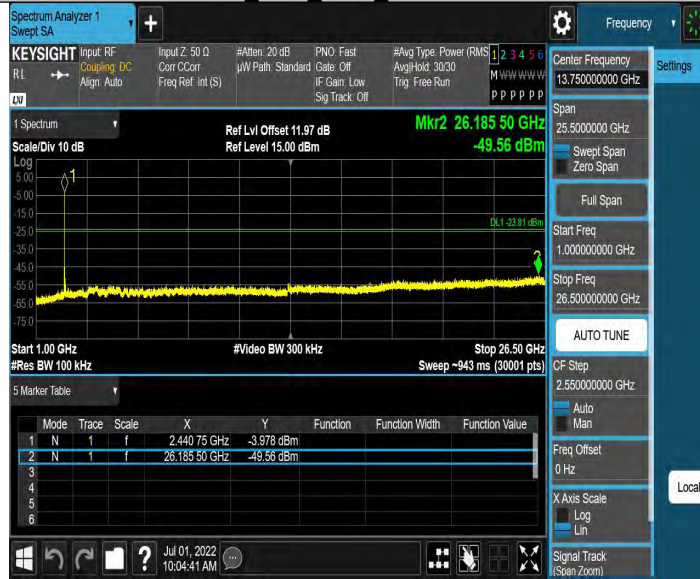 Spectrum Analyzer 1
Swept SA
+
Frequency
KEYSIGHT
RL
LXI
Input: RF
Coupling: DC
Align: Auto
Input Z: 50 Ω
Corr CCorr
Freq Ref: Int (S)
#Atten: 20 dB
µW Path: Standard
PNO: Fast
Gate: Off
IF Gain: Low
Sig Track: Off
#Avg Type: Power (RMS
Avg|Hold: 30/30
Trig: Free Run
1 2 3 4 5 6
M W W W W W
P P P P P P
1 Spectrum
Scale/Div 10 dB
Ref Lvl Offset 11.97 dB
Ref Level 15.00 dBm
Mkr2 26.185 50 GHz
-49.56 dBm
Log
5.00
-5.00
-15.0
-25.0
-35.0
-45.0
-55.0
-65.0
-75.0
1
DL1 -23.81 dBm
2
Start 1.00 GHz
#Res BW 100 kHz
#Video BW 300 kHz
Stop 26.50 GHz
Sweep ~943 ms (30001 pts)
5 Marker Table
Mode Trace Scale X Y Function Function Width Function Value
1 N 1 f 2.440 75 GHz -3.978 dBm
2 N 1 f 26.185 50 GHz -49.56 dBm
3
4
5
6
?
Jul 01, 2022
10:04:41 AM
Center Frequency
13.750000000 GHz
Settings
Span
25.5000000 GHz
Swept Span
Zero Span
Full Span
Start Freq
1.000000000 GHz
Stop Freq
26.500000000 GHz
AUTO TUNE
CF Step
2.550000000 GHz
Auto
Man
Freq Offset
0 Hz
X Axis Scale
Log
Lin
Local
Signal Track
(Span Zoom)